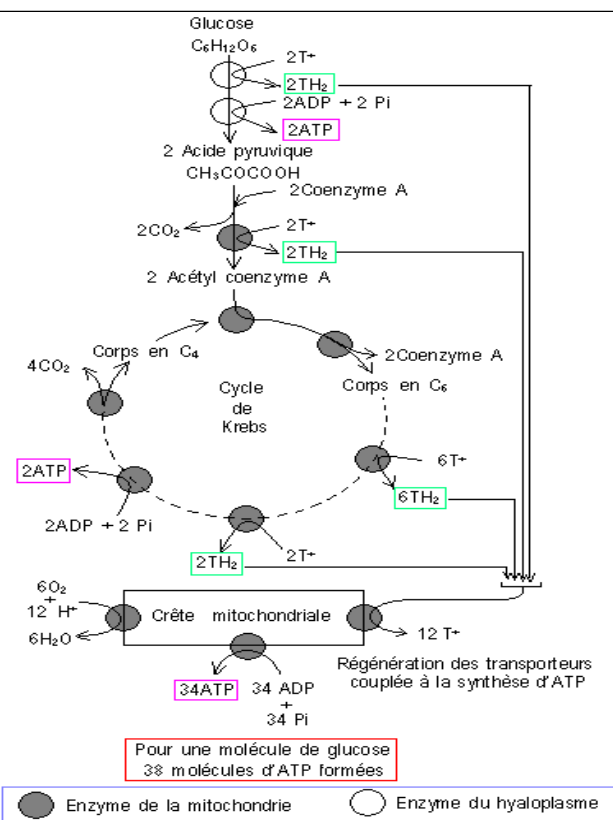 Glucose
C₆H₁₂O₆
2T⁺
2TH₂
2ADP + 2 Pi
2ATP
2 Acide pyruvique
CH₃COCOOH
2Coenzyme A
2CO₂
2T⁺
2TH₂
2 Acétyl coenzyme A
Corps en C₄
2Coenzyme A
4CO₂
Corps en C₆
Cycle
de
Krebs
6T⁺
2ATP
6TH₂
2ADP + 2 Pi
2T⁺
2TH₂
6O₂
+
12 H⁺
6H₂O
Crête mitochondriale
12 T⁺
Régénération des transporteurs
couplée à la synthèse d'ATP
34ATP
34 ADP
+
34 Pi
Pour une molécule de glucose
38 molécules d'ATP formées
Enzyme de la mitochondrie
Enzyme du hyaloplasme